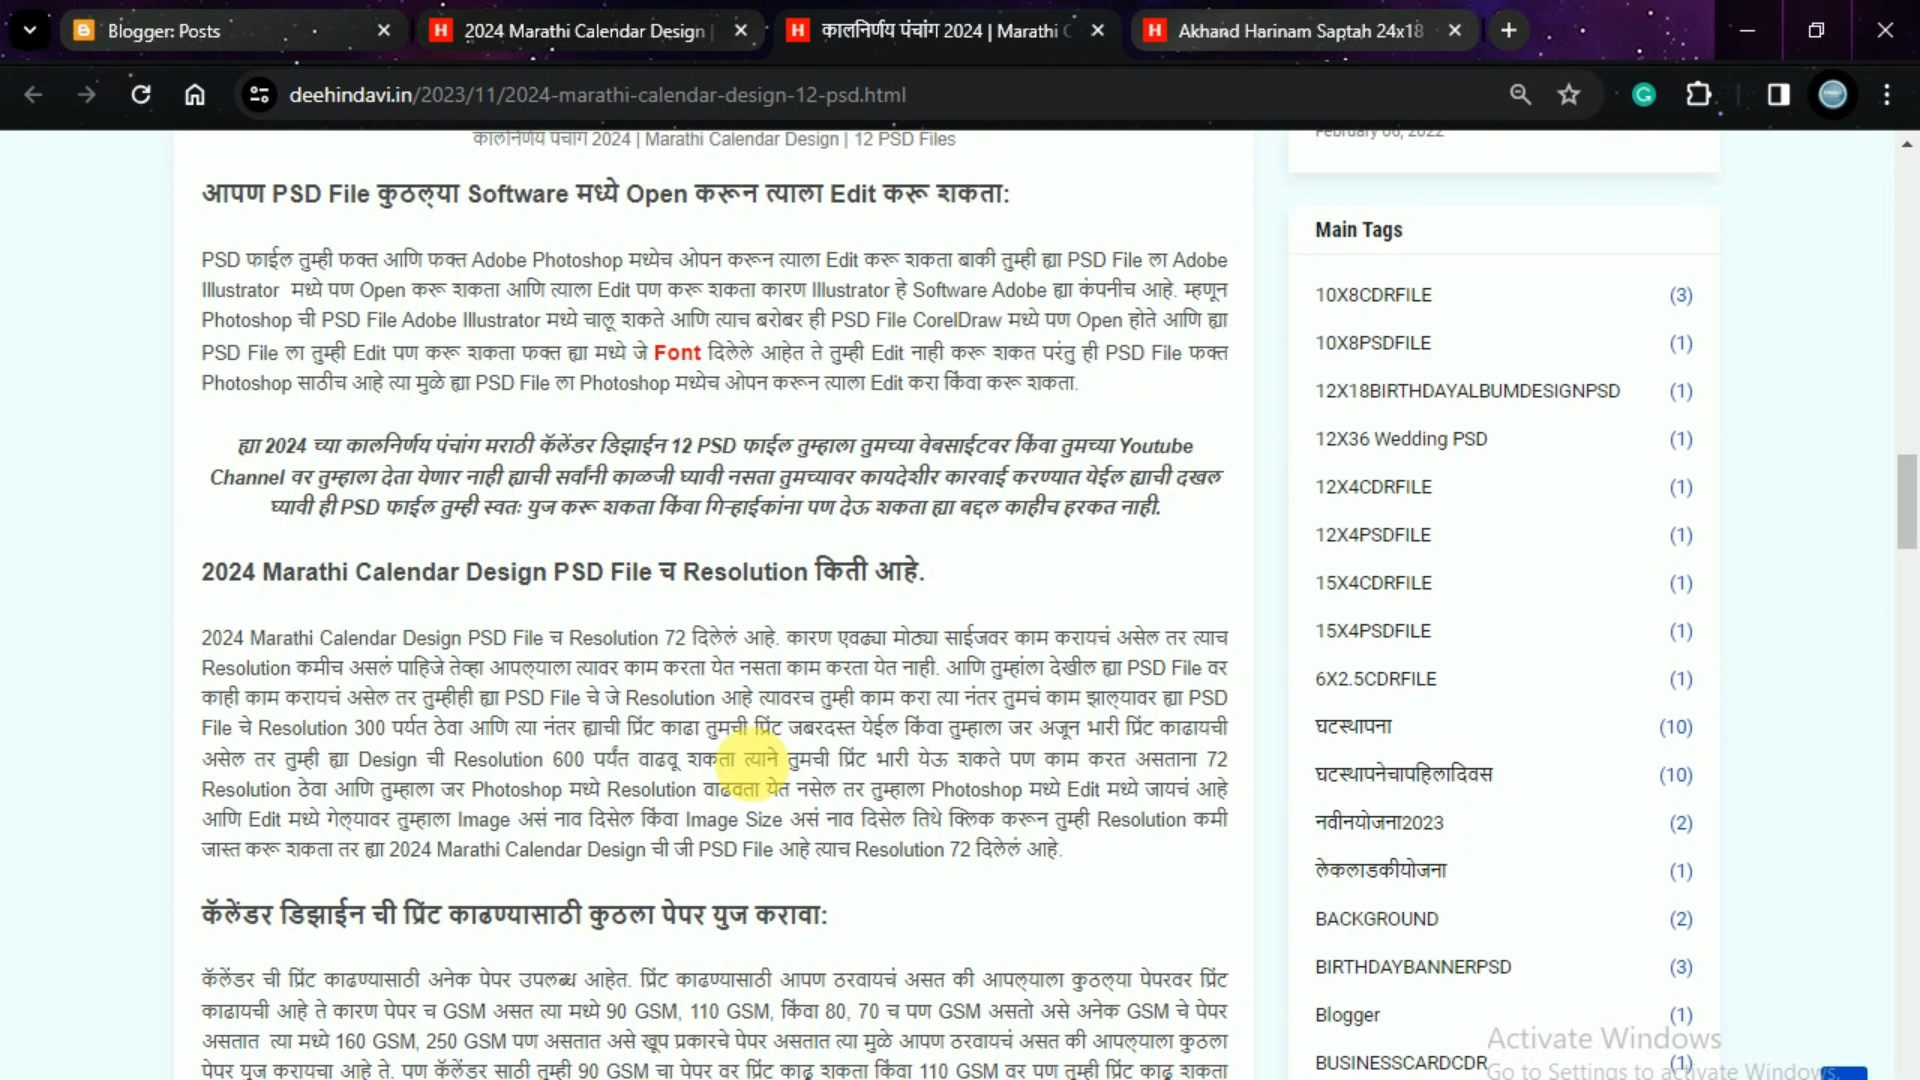 Blogger: Posts
2024 Marathi Calendar Design |
कालनिर्णय पंचांग 2024 | Marathi C
Akhand Harinam Saptah 24x18
deehindavi.in/2023/11/2024-marathi-calendar-design-12-psd.html
कालनिर्णय पंचांग 2024 | Marathi Calendar Design | 12 PSD Files
आपण PSD File कुठल्या Software मध्ये Open करून त्याला Edit करू शकता:
PSD फाईल तुम्ही फक्त आणि फक्त Adobe Photoshop मध्येच ओपन करून त्याला Edit करू शकता बाकी तुम्ही ह्या PSD File ला Adobe
Illustrator मध्ये पण Open करू शकता आणि त्याला Edit पण करू शकता कारण Illustrator हे Software Adobe ह्या कंपनीच आहे. म्हणून
Photoshop ची PSD File Adobe Illustrator मध्ये चालू शकते आणि त्याच बरोबर ही PSD File CorelDraw मध्ये पण Open होते आणि ह्या
PSD File ला तुम्ही Edit पण करू शकता फक्त ह्या मध्ये जे Font दिलेले आहेत ते तुम्ही Edit नाही करू शकत परंतु ही PSD File फक्त
Photoshop साठीच आहे त्या मुळे ह्या PSD File ला Photoshop मध्येच ओपन करून त्याला Edit करा किंवा करू शकता.
ह्या 2024 च्या कालनिर्णय पंचांग मराठी कॅलेंडर डिझाईन 12 PSD फाईल तुम्हाला तुमच्या वेबसाईटवर किंवा तुमच्या Youtube
Channel वर तुम्हाला देता येणार नाही ह्याची सर्वांनी काळजी घ्यावी नसता तुमच्यावर कायदेशीर कारवाई करण्यात येईल ह्याची दखल
घ्यावी ही PSD फाईल तुम्ही स्वतः युज करू शकता किंवा गिऱ्हाईकांना पण देऊ शकता ह्या बद्दल काहीच हरकत नाही.
2024 Marathi Calendar Design PSD File च Resolution किती आहे.
2024 Marathi Calendar Design PSD File च Resolution 72 दिलेलं आहे. कारण एवढ्या मोठ्या साईजवर काम करायचं असेल तर त्याच
Resolution कमीच असलं पाहिजे तेव्हा आपल्याला त्यावर काम करता येत नसता काम करता येत नाही. आणि तुम्हांला देखील ह्या PSD File वर
काही काम करायचं असेल तर तुम्हीही ह्या PSD File चे जे Resolution आहे त्यावरच तुम्ही काम करा त्या नंतर तुमचं काम झाल्यावर ह्या PSD
File चे Resolution 300 पर्यत ठेवा आणि त्या नंतर ह्याची प्रिंट काढा तुमची प्रिंट जबरदस्त येईल किंवा तुम्हाला जर अजून भारी प्रिंट काढायची
असेल तर तुम्ही ह्या Design ची Resolution 600 पर्यंत वाढवू शकता त्याने तुमची प्रिंट भारी येऊ शकते पण काम करत असताना 72
Resolution ठेवा आणि तुम्हाला जर Photoshop मध्ये Resolution वाढवता येत नसेल तर तुम्हाला Photoshop मध्ये Edit मध्ये जायचं आहे
आणि Edit मध्ये गेल्यावर तुम्हाला Image असं नाव दिसेल किंवा Image Size असं नाव दिसेल तिथे क्लिक करून तुम्ही Resolution कमी
जास्त करू शकता तर ह्या 2024 Marathi Calendar Design ची जी PSD File आहे त्याच Resolution 72 दिलेलं आहे.
कॅलेंडर डिझाईन ची प्रिंट काढण्यासाठी कुठला पेपर युज करावा:
कॅलेंडर ची प्रिंट काढण्यासाठी अनेक पेपर उपलब्ध आहेत. प्रिंट काढण्यासाठी आपण ठरवायचं असत की आपल्याला कुठल्या पेपरवर प्रिंट
काढायची आहे ते कारण पेपर च GSM असत त्या मध्ये 90 GSM, 110 GSM, किंवा 80, 70 च पण GSM असतो असे अनेक GSM चे पेपर
असतात त्या मध्ये 160 GSM, 250 GSM पण असतात असे खूप प्रकारचे पेपर असतात त्या मुळे आपण ठरवायचं असत की आपल्याला कुठला
पेपर युज करायचा आहे ते. पण कॅलेंडर साठी तुम्ही 90 GSM चा पेपर वर प्रिंट काढू शकता किंवा 110 GSM वर पण तुम्ही प्रिंट काढू शकता
February 06, 2022
Main Tags
10X8CDRFILE (3)
10X8PSDFILE (1)
12X18BIRTHDAYALBUMDESIGNPSD (1)
12X36 Wedding PSD (1)
12X4CDRFILE (1)
12X4PSDFILE (1)
15X4CDRFILE (1)
15X4PSDFILE (1)
6X2.5CDRFILE (1)
घटस्थापना (10)
घटस्थापनेचापहिलादिवस (10)
नवीनयोजना2023 (2)
लेकलाडकीयोजना (1)
BACKGROUND (2)
BIRTHDAYBANNERPSD (3)
Blogger (1)
BUSINESSCARDCDR (1)
Activate Windows
Go to Settings to activate Windows.